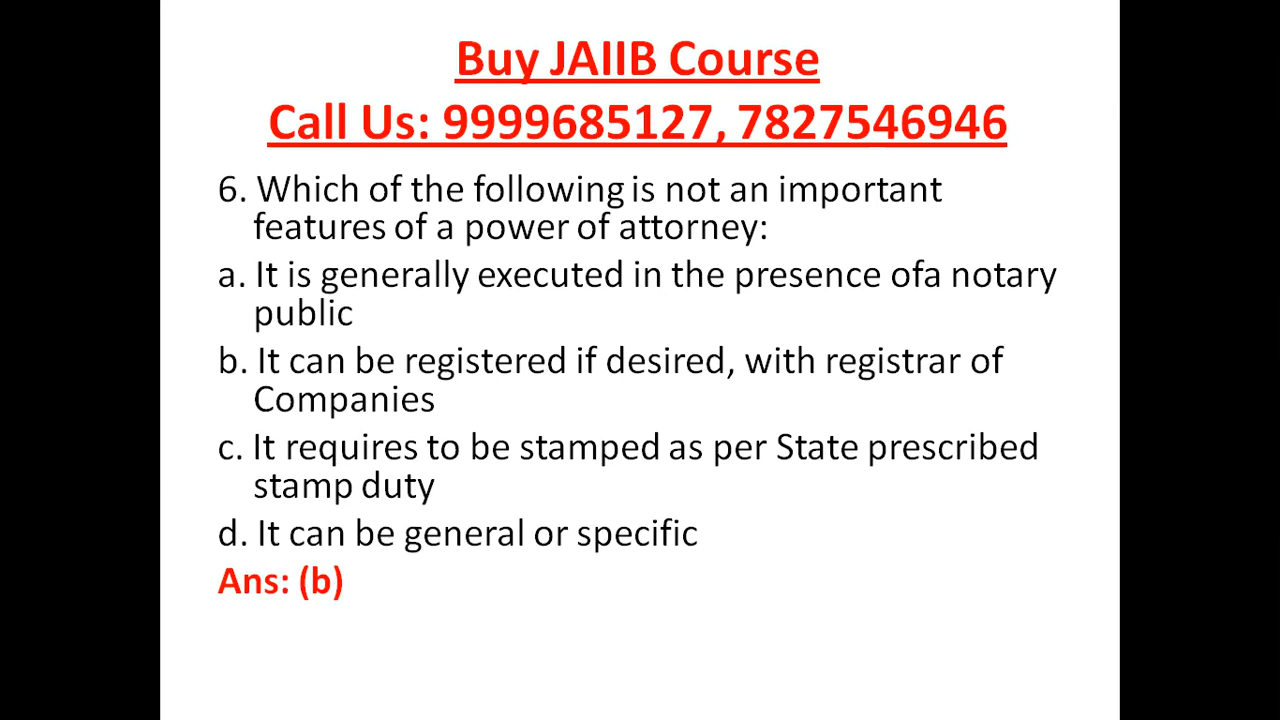 Buy JAIIB Course
Call Us: 9999685127, 7827546946
6. Which of the following is not an important
features of a power of attorney:
a. It is generally executed in the presence ofa notary
public
b. It can be registered if desired, with registrar of
Companies
c. It requires to be stamped as per State prescribed
stamp duty
d. It can be general or specific
Ans: (b)